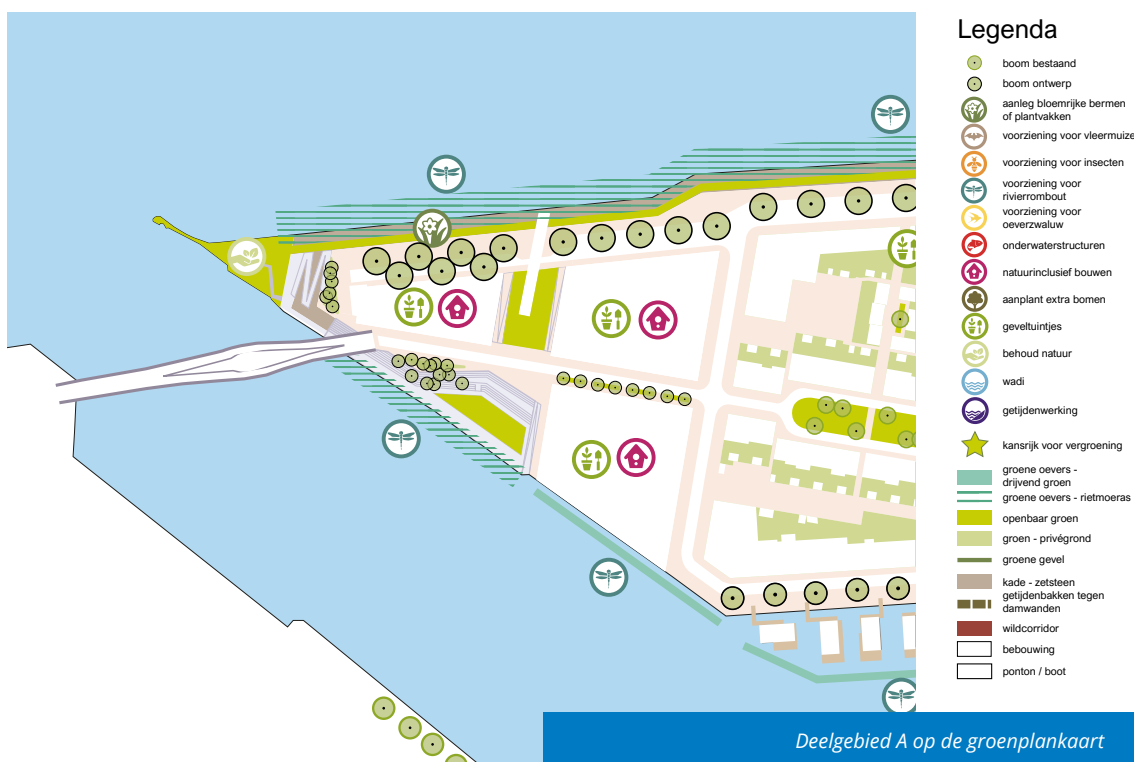 Legenda
boom bestaand
boom ontwerp
aanleg bloemrijke bermen
of plantvakken
voorziening voor vleermuize
voorziening voor insecten
voorziening voor
rivierrombout
voorziening voor
oeverzwaluw
onderwaterstructuren
natuurinclusief bouwen
aanplant extra bomen
geveltuintjes
behoud natuur
wadi
getijdenwerking
kansrijk voor vergroening
groene oevers -
drijvend groen
groene oevers - rietmoeras
openbaar groen
groen - privégrond
groene gevel
kade - zetsteen
getijdenbakken tegen
damwanden
wildcorridor
bebouwing
ponton / boot
Deelgebied A op de groenplankaart